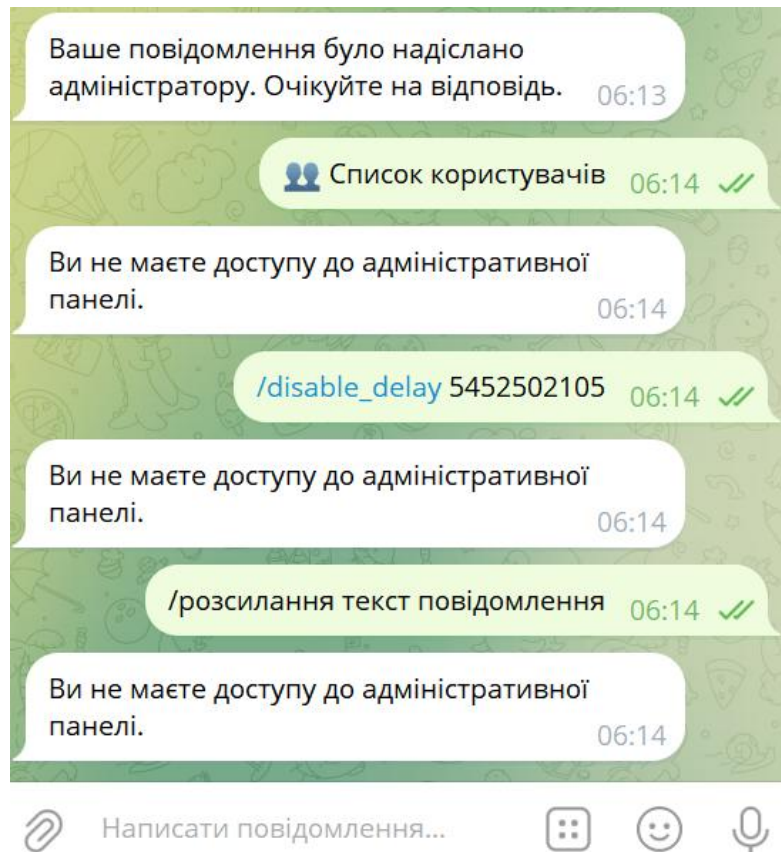 Ваше повідомлення було надіслано
адміністратору. Очікуйте на відповідь. 06:13
Список користувачів 06:14
Ви не маєте доступу до адміністративної
панелі. 06:14
/disable_delay 5452502105 06:14
Ви не маєте доступу до адміністративної
панелі. 06:14
/розсилання текст повідомлення 06:14
Ви не маєте доступу до адміністративної
панелі. 06:14
Написати повідомлення...